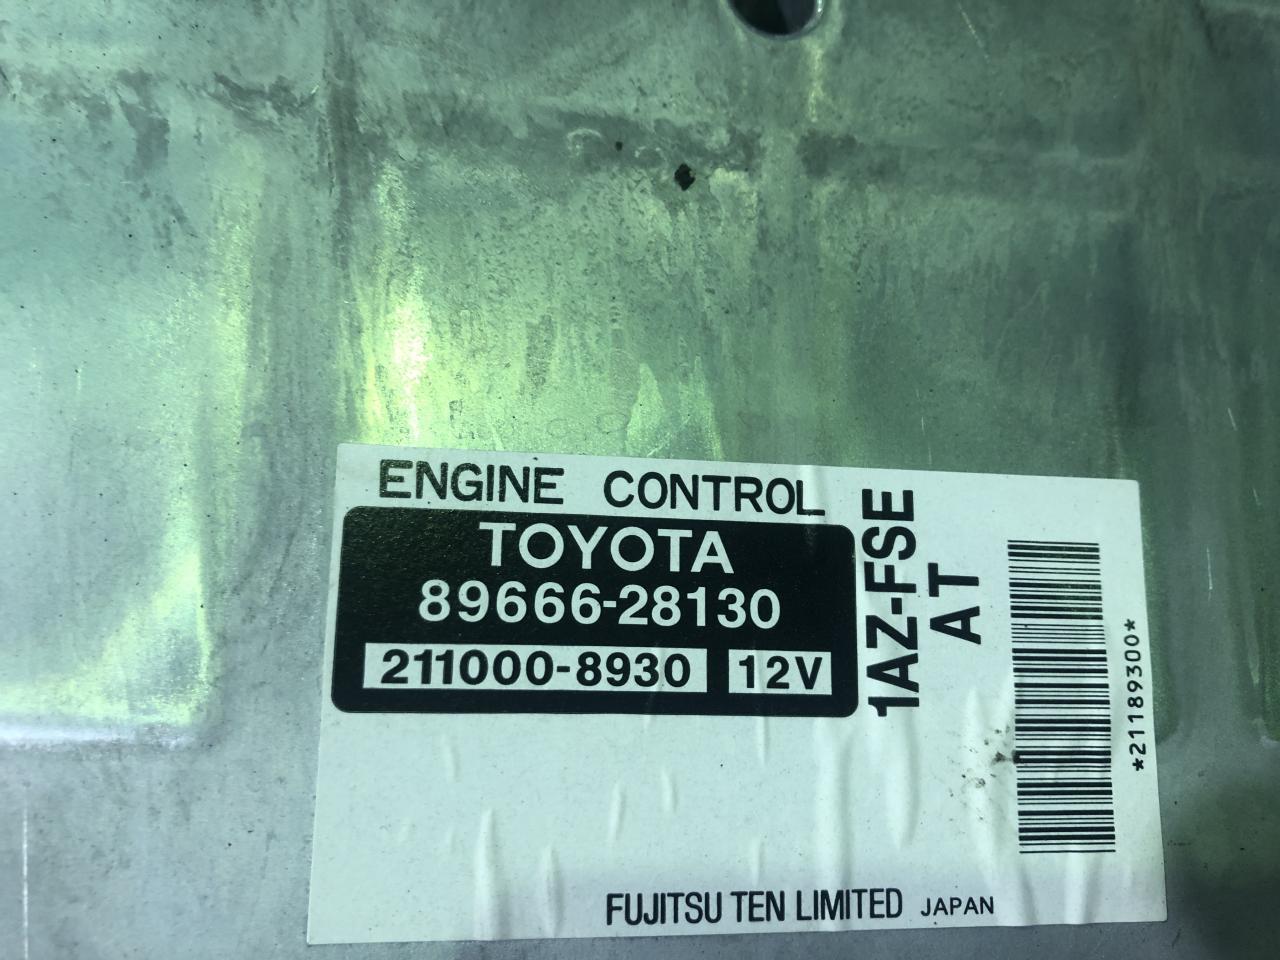 ENGINE CONTROL
TOYOTA
89666-28130
211000-8930 12V
1AZ-FSE
AT
*21189300*
FUJITSU TEN LIMITED JAPAN